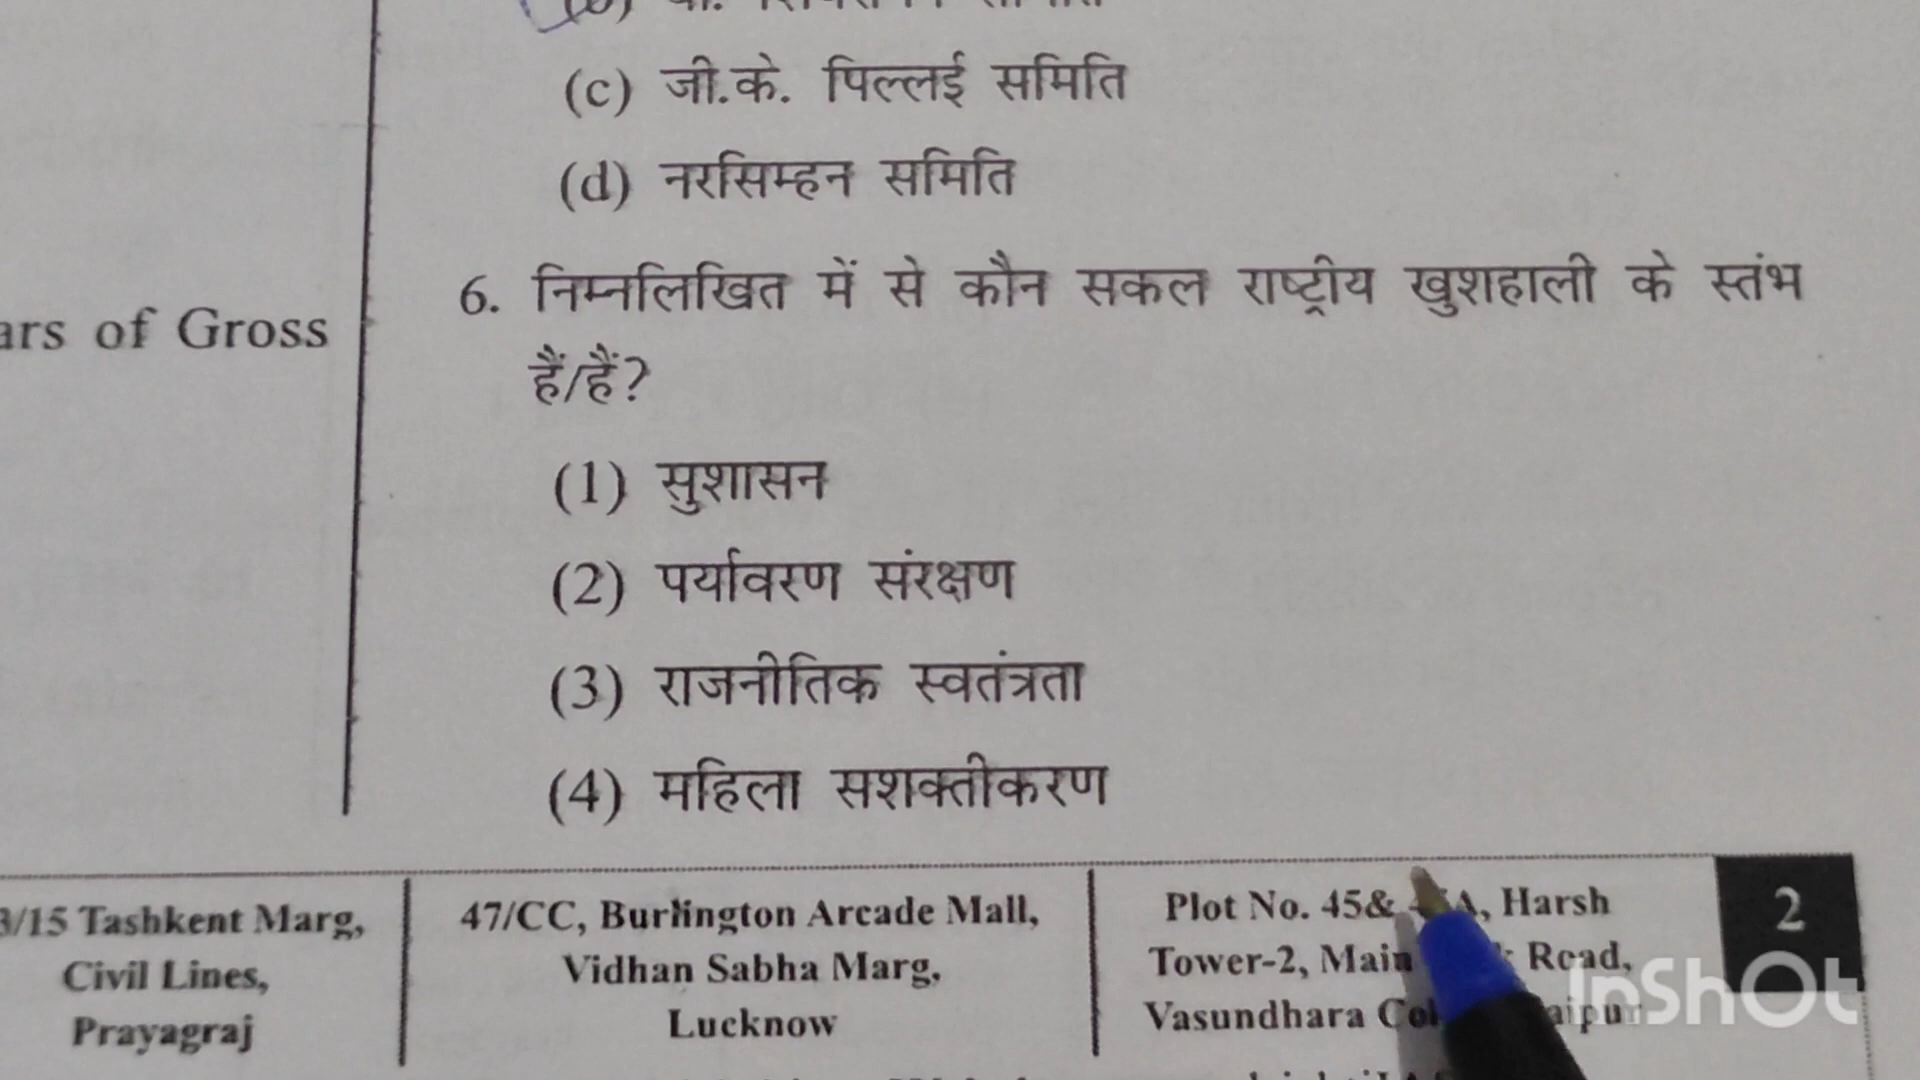 (c) जी.के. पिल्लई समिति
(d) नरसिम्हन समिति
ars of Gross
6. निम्नलिखित में से कौन सकल राष्ट्रीय खुशहाली के स्तंभ
हैं/हैं?
(1) सुशासन
(2) पर्यावरण संरक्षण
(3) राजनीतिक स्वतंत्रता
(4) महिला सशक्तीकरण
3/15 Tashkent Marg,
Civil Lines,
Prayagraj
47/CC, Burlington Arcade Mall,
Vidhan Sabha Marg,
Lucknow
Plot No. 45& Harsh
Tower-2, Main Road,
Vasundhara
2
InShOt